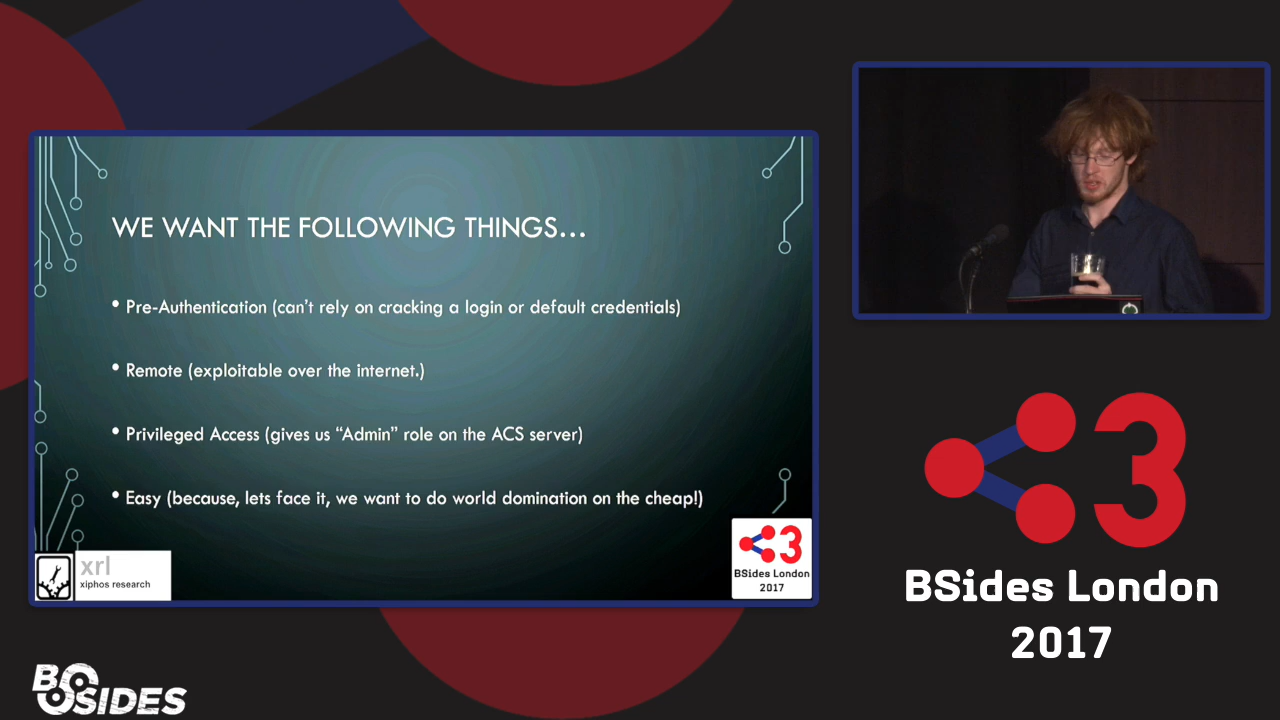 WE WANT THE FOLLOWING THINGS...
• Pre-Authentication (can't rely on cracking a login or default credentials)
• Remote (exploitable over the internet.)
• Privileged Access (gives us “Admin” role on the ACS server)
• Easy (because, lets face it, we want to do world domination on the cheap!)
xrl
xiphos research
3
BSides London
2017
3
BSides London
2017
BSIDES